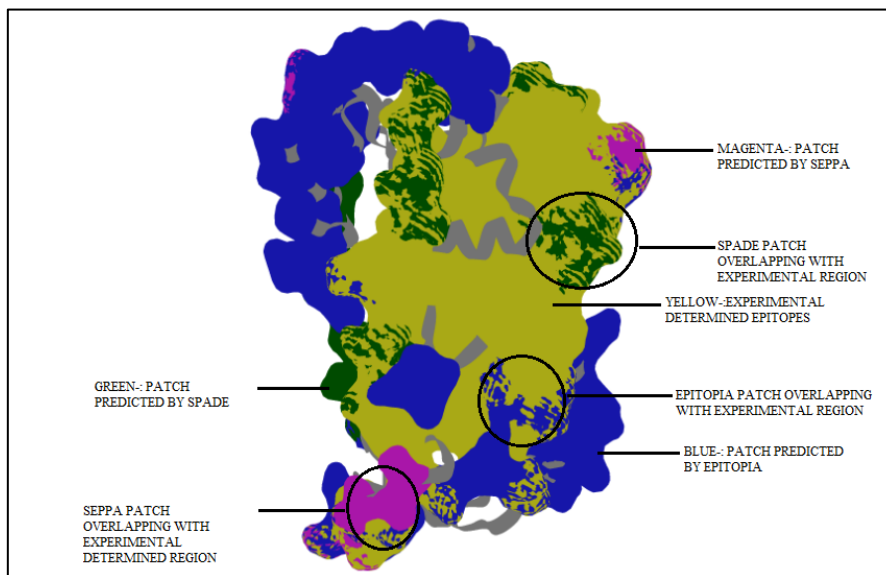 MAGENTA-: PATCH
PREDICTED BY SEPPA
SPADE PATCH
OVERLAPPING WITH
EXPERIMENTAL REGION
YELLOW-:EXPERIMENTAL
DETERMINED EPITOPES
GREEN-: PATCH
PREDICTED BY SPADE
EPITOPIA PATCH OVERLAPPING
WITH EXPERIMENTAL REGION
BLUE-: PATCH PREDICTED
BY EPITOPIA
SEPPA PATCH
OVERLAPPING WITH
EXPERIMENTAL
DETERMINED REGION